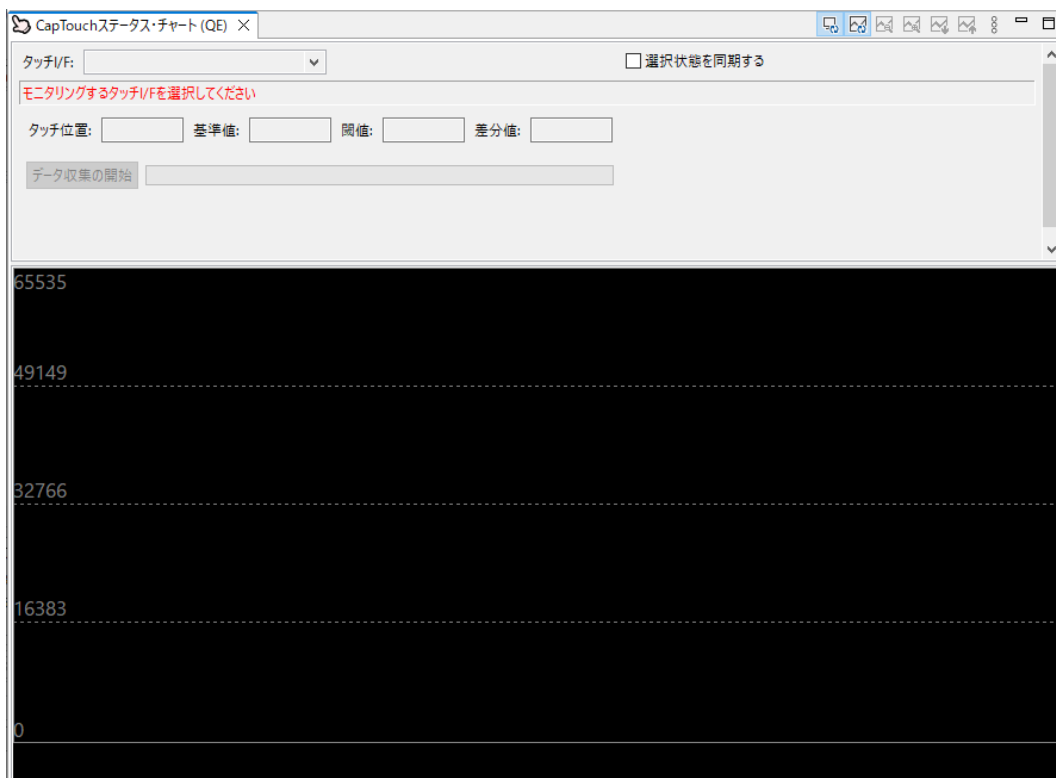 CapTouchステータス・チャート (QE)
タッチI/F:
選択状態を同期する
モニタリングするタッチI/Fを選択してください
タッチ位置: 基準値: 閾値: 差分値:
データ収集の開始
65535
49149
32766
16383
0